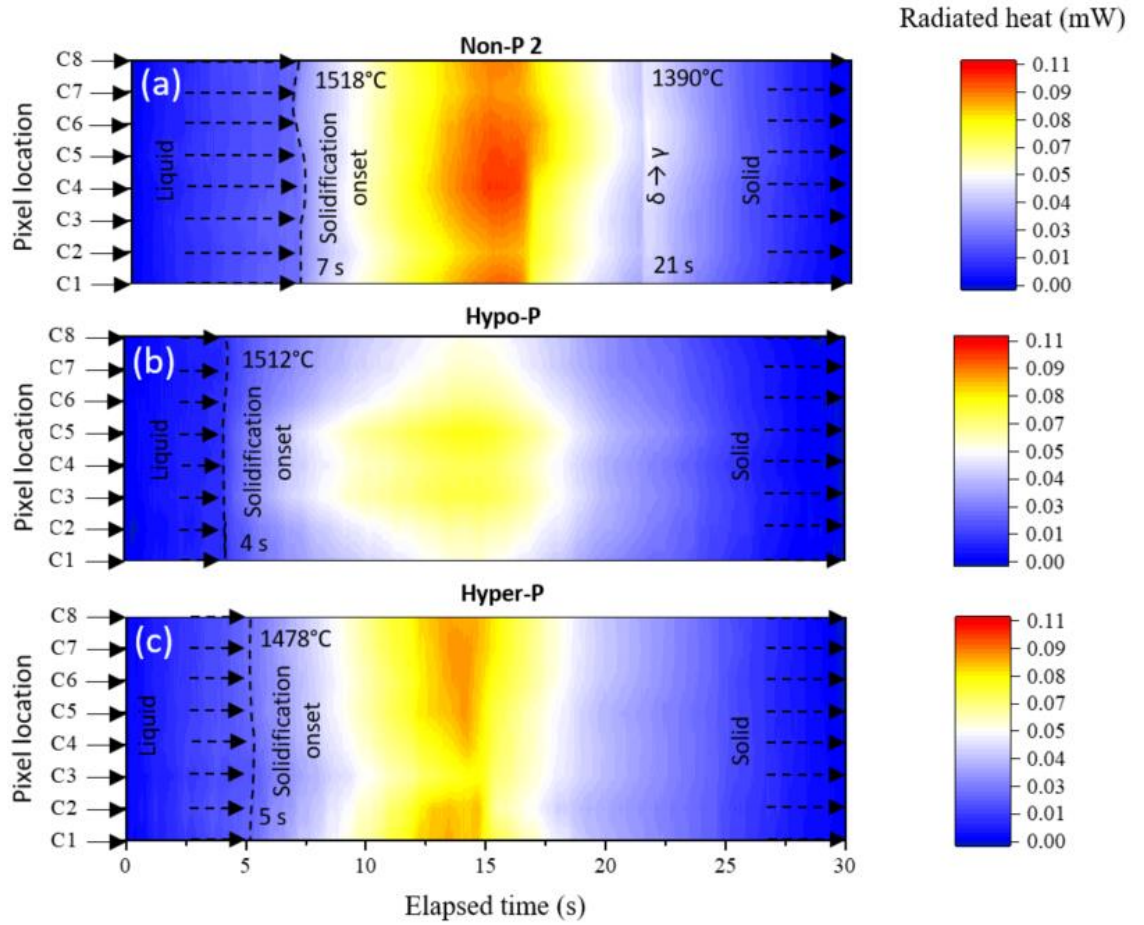 Radiated heat (mW)
Non-P 2
(a)
Pixel location
C8
C7
C6
C5
C4
C3
C2
C1
Liquid
1518°C
Solidification
onset
7 s
1390°C
δ → γ
21 s
Solid
0.11
0.09
0.08
0.07
0.06
0.04
0.03
0.01
0.00
Hypo-P
(b)
Pixel location
C8
C7
C6
C5
C4
C3
C2
C1
Liquid
1512°C
Solidification
onset
4 s
Solid
0.11
0.09
0.08
0.07
0.06
0.04
0.03
0.01
0.00
Hyper-P
(c)
Pixel location
C8
C7
C6
C5
C4
C3
C2
C1
Liquid
1478°C
Solidification
onset
5 s
Solid
0.11
0.09
0.08
0.07
0.06
0.04
0.03
0.01
0.00
0 5 10 15 20 25 30
Elapsed time (s)